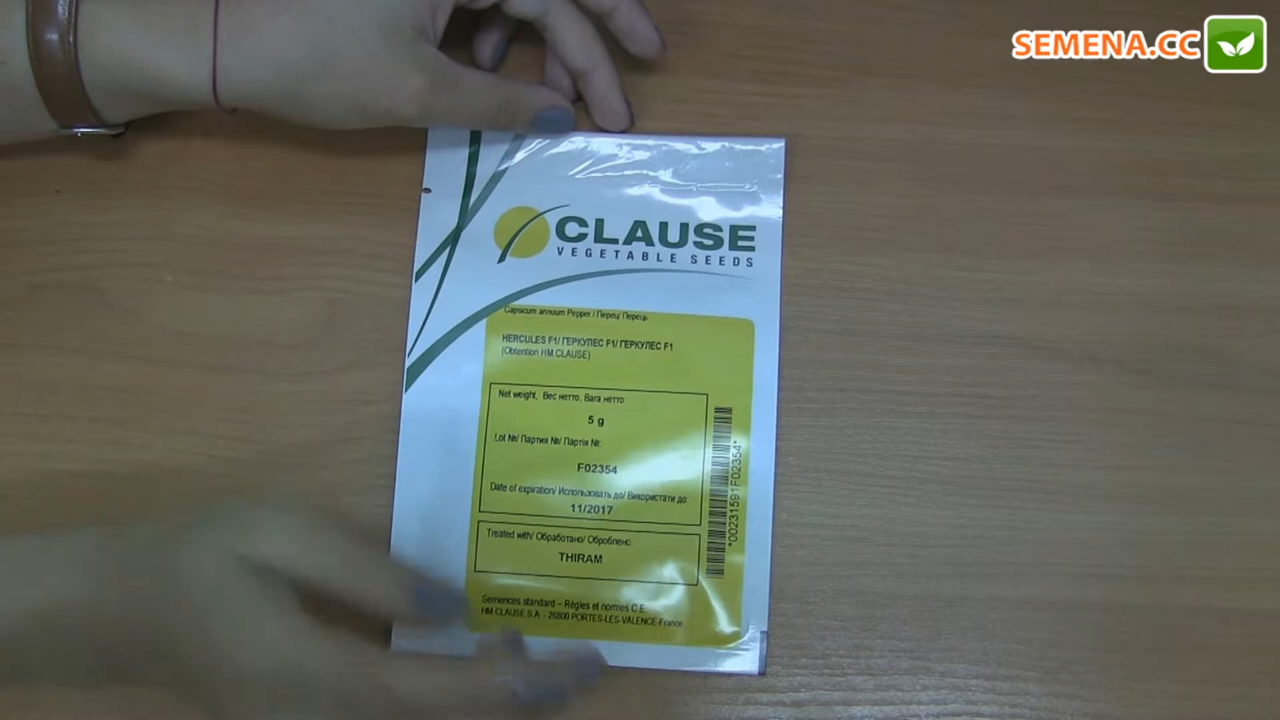 SEMENA.CC
CLAUSE
VEGETABLE SEEDS
Capsicum annuum Pepper / Перец/ Перець
HERCULES F1/ ГЕРКУЛЕС F1/ ГЕРКУЛЕС F1
(Obtention HM.CLAUSE)
Net weight, Вес нетто, Вага нетто:
5 g
Lot №/ Партия №/ Партія №:
F02354
Date of expiration/ Использовать до/ Використати до:
11/2017
Treated with/ Обработано/ Оброблено:
THIRAM
*00231591F02354*
Semences standard – Règles et normes C.E.
HM.CLAUSE S.A. - 26800 PORTES-LES-VALENCE-France